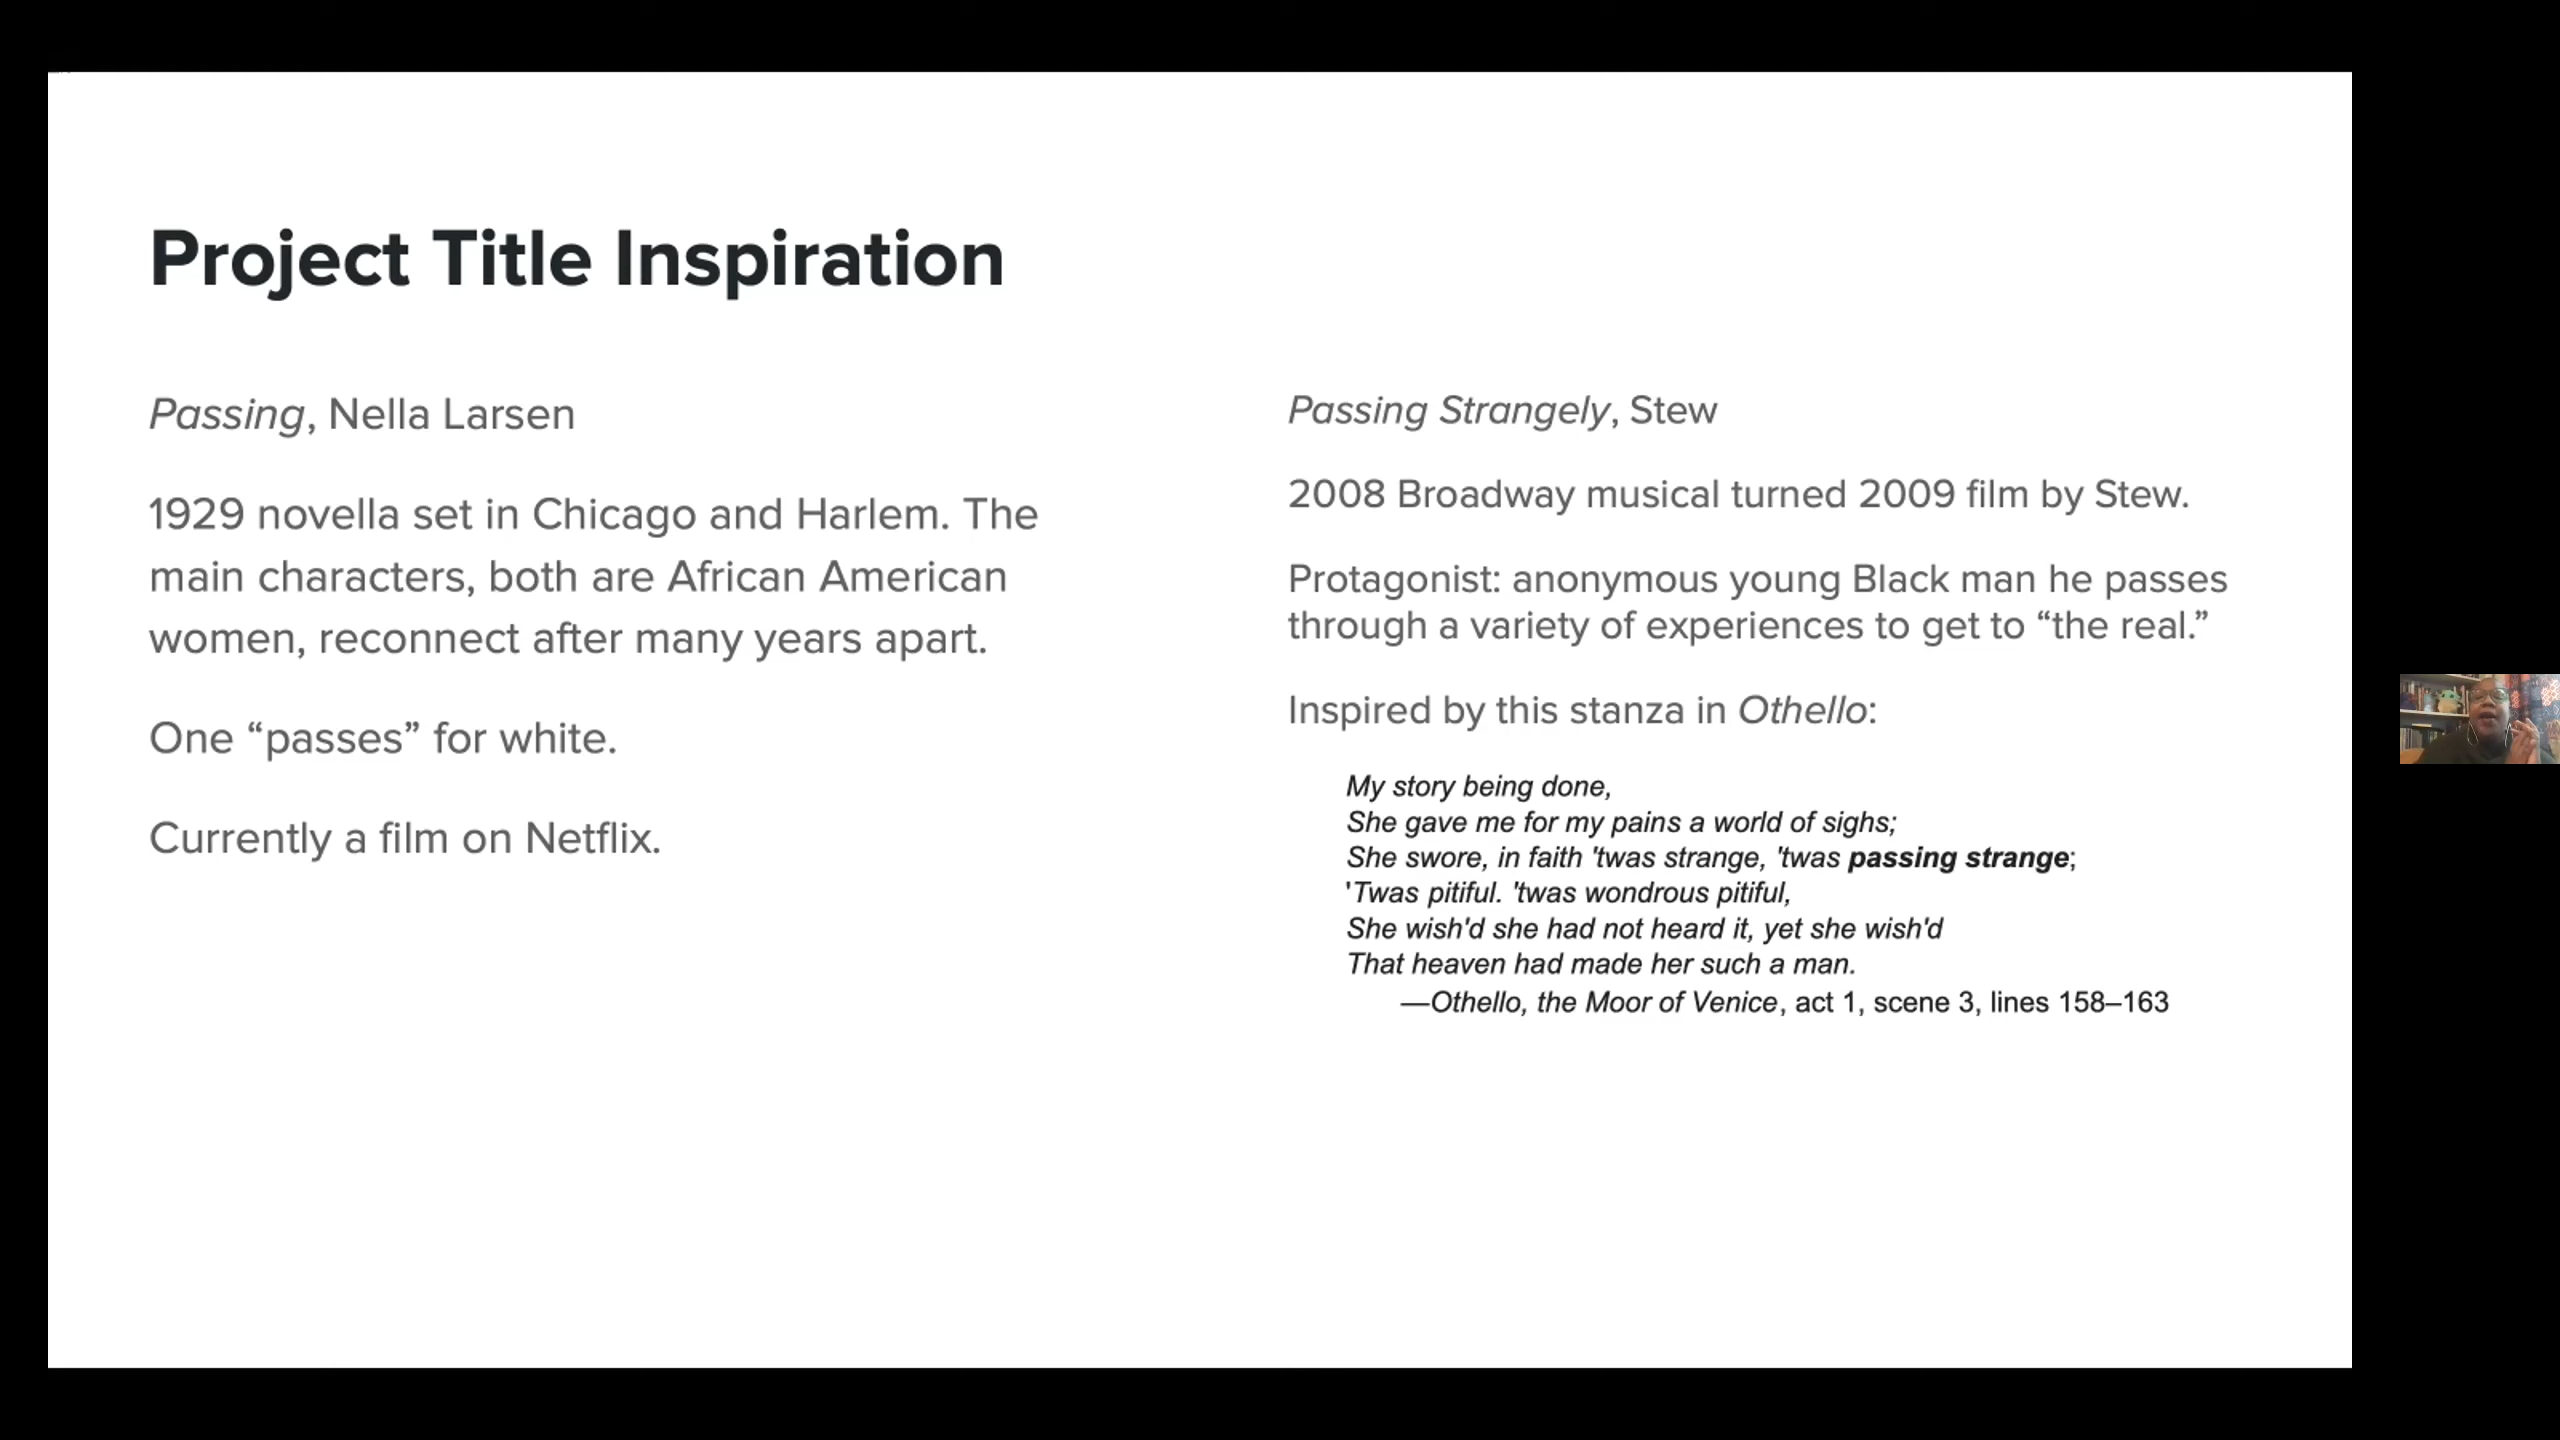 Project Title Inspiration
Passing, Nella Larsen
1929 novella set in Chicago and Harlem. The
main characters, both are African American
women, reconnect after many years apart.
One “passes” for white.
Currently a film on Netflix.
Passing Strangely, Stew
2008 Broadway musical turned 2009 film by Stew.
Protagonist: anonymous young Black man he passes
through a variety of experiences to get to “the real.”
Inspired by this stanza in Othello:
My story being done,
She gave me for my pains a world of sighs;
She swore, in faith 'twas strange, 'twas passing strange;
'Twas pitiful. 'twas wondrous pitiful,
She wish'd she had not heard it, yet she wish'd
That heaven had made her such a man.
—Othello, the Moor of Venice, act 1, scene 3, lines 158–163